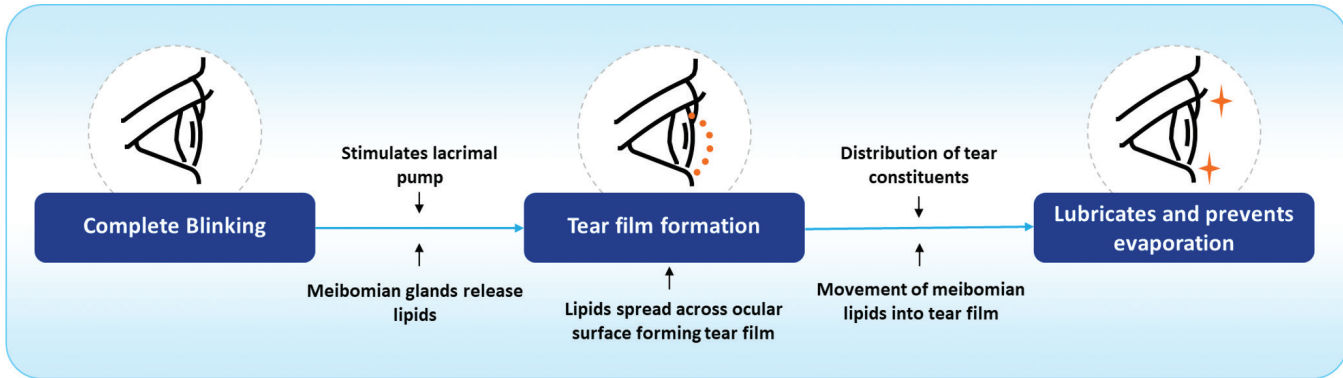 Stimulates lacrimal
pump
Distribution of tear
constituents
Complete Blinking
Tear film formation
Lubricates and prevents
evaporation
Meibomian glands release
lipids
Lipids spread across ocular
surface forming tear film
Movement of meibomian
lipids into tear film